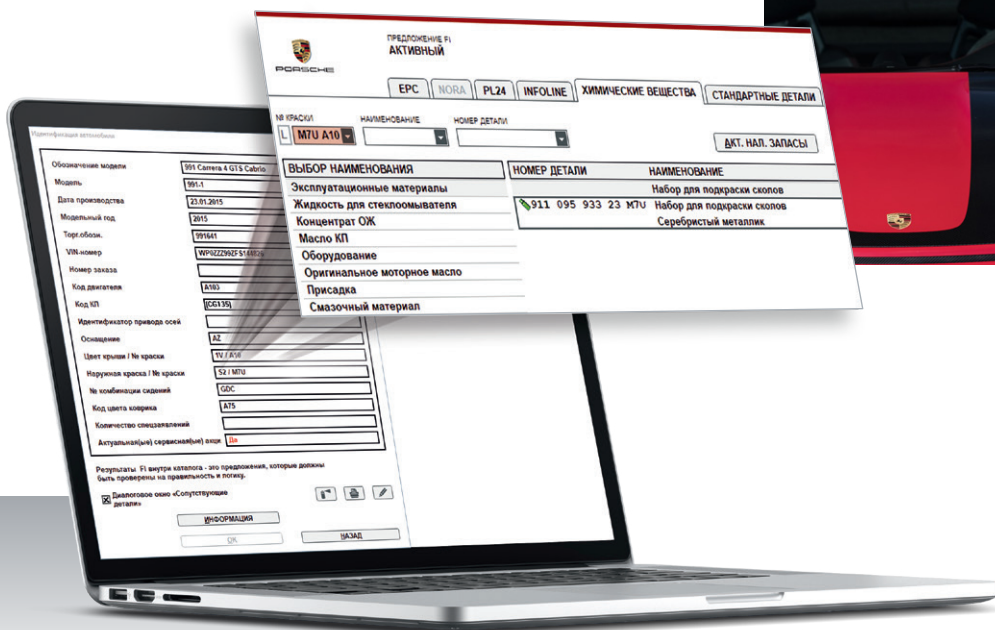 PORSCHE
ПРЕДЛОЖЕНИЕ FI
АКТИВНЫЙ
EPC NORA PL24 INFOLINE ХИМИЧЕСКИЕ ВЕЩЕСТВА СТАНДАРТНЫЕ ДЕТАЛИ
№ КРАСКИ НАИМЕНОВАНИЕ НОМЕР ДЕТАЛИ
L M7U A10
АКТ. НАЛ. ЗАПАСЫ
ВЫБОР НАИМЕНОВАНИЯ
Эксплуатационные материалы
Жидкость для стеклоомывателя
Концентрат ОЖ
Масло КП
Оборудование
Оригинальное моторное масло
Присадка
Смазочный материал
НОМЕР ДЕТАЛИ НАИМЕНОВАНИЕ
Набор для подкраски сколов
911 095 933 23 M7U Набор для подкраски сколов
Серебристый металлик
Идентификация автомобиля
Обозначение модели 991 Carrera 4 GTS Cabrio
Модель 991-1
Дата производства 23.01.2015
Модельный год 2015
Торг.обозн. 991641
VIN-номер
Номер заказа
Код двигателя A103
Код КП [CG135]
Идентификатор привода осей
Оснащение AZ
Цвет крыши / № краски 1V / A10
Наружная краска / № краски S2 / M7U
№ комбинации сидений GDC
Код цвета коврика A75
Количество спецзаявлений
Актуальная(ые) сервисная(ые) акци Да
Результаты FI внутри каталога - это предложения, которые должны
быть проверены на правильность и логику.
Диалоговое окно «Сопутствующие
детали»
ИНФОРМАЦИЯ
OK НАЗАД